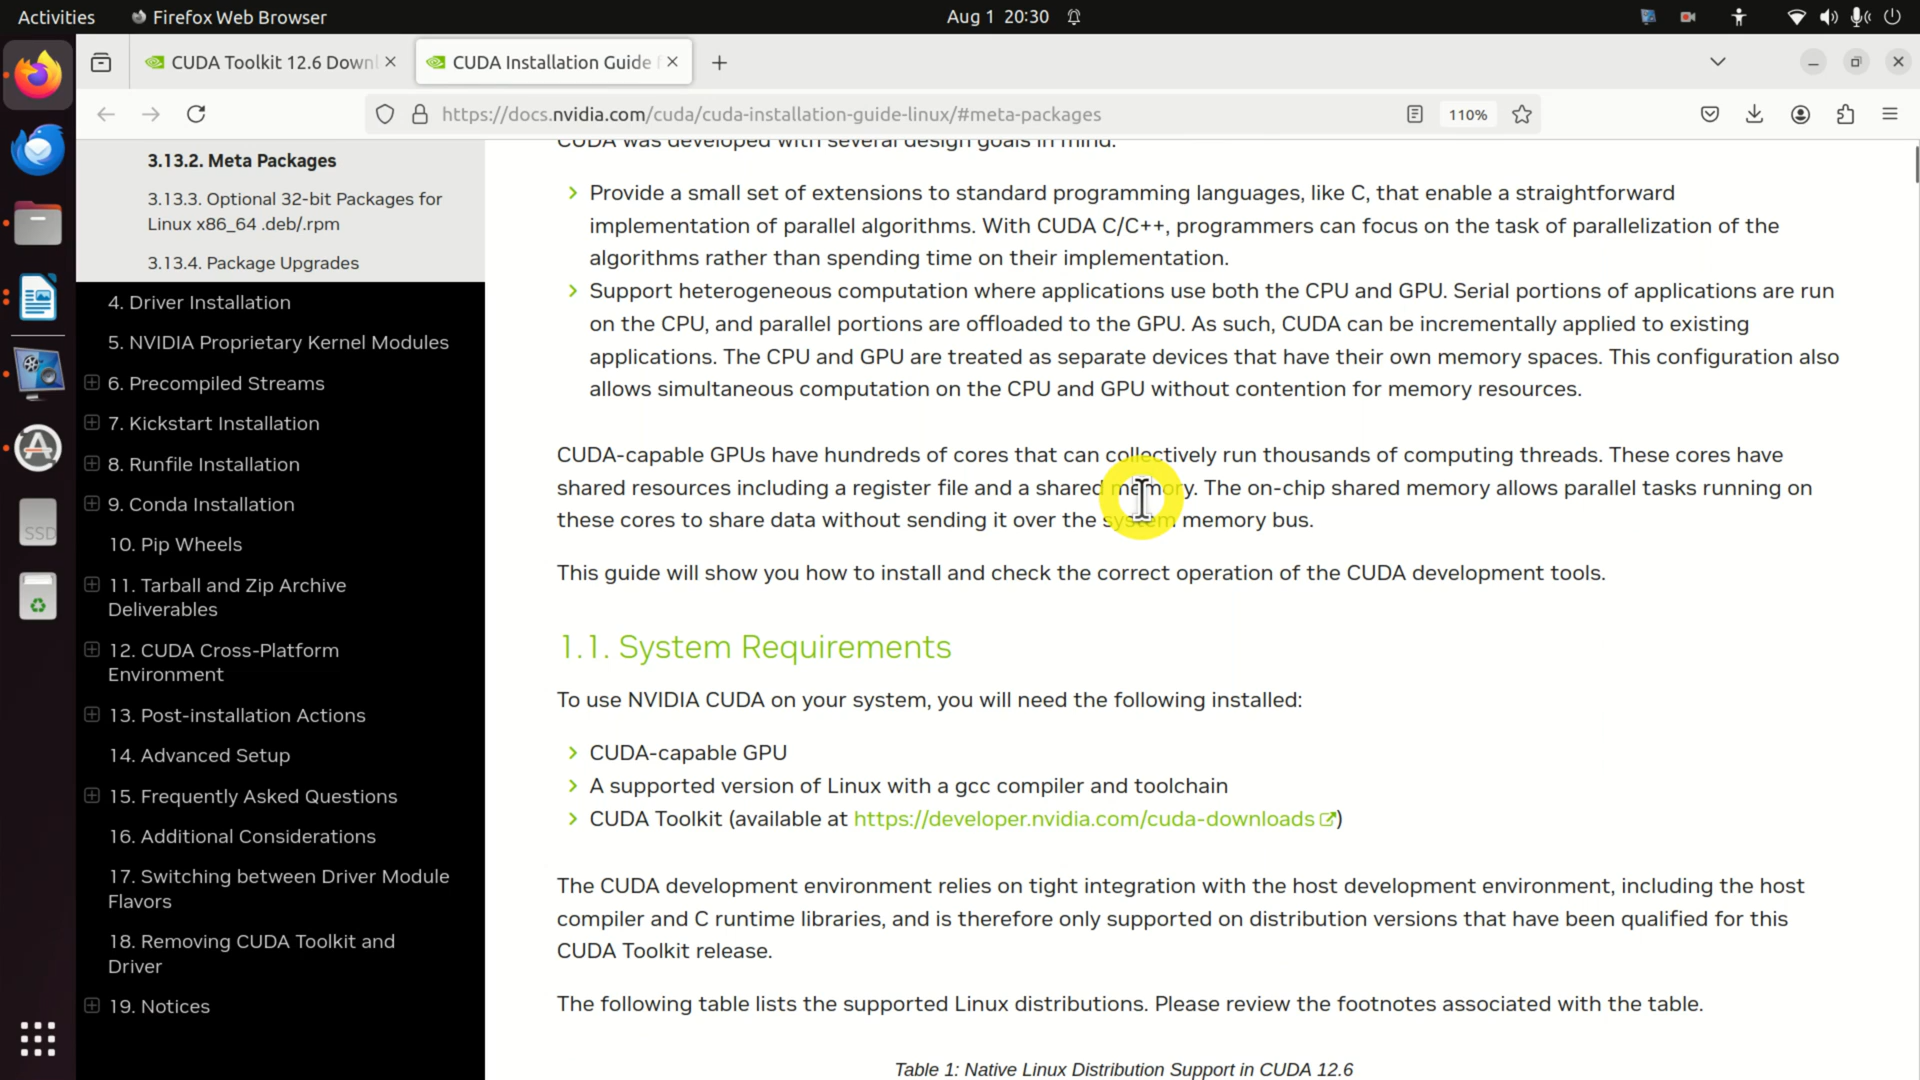 Activities
Firefox Web Browser
Aug 1 20:30
CUDA Toolkit 12.6 Down
CUDA Installation Guide
https://docs.nvidia.com/cuda/cuda-installation-guide-linux/#meta-packages
110%
SSD
3.13.2. Meta Packages
3.13.3. Optional 32-bit Packages for
Linux x86_64 .deb/.rpm
3.13.4. Package Upgrades
4. Driver Installation
5. NVIDIA Proprietary Kernel Modules
6. Precompiled Streams
7. Kickstart Installation
8. Runfile Installation
9. Conda Installation
10. Pip Wheels
11. Tarball and Zip Archive
Deliverables
12. CUDA Cross-Platform
Environment
13. Post-installation Actions
14. Advanced Setup
15. Frequently Asked Questions
16. Additional Considerations
17. Switching between Driver Module
Flavors
18. Removing CUDA Toolkit and
Driver
19. Notices
CUDA was developed with several design goals in mind:
Provide a small set of extensions to standard programming languages, like C, that enable a straightforward
implementation of parallel algorithms. With CUDA C/C++, programmers can focus on the task of parallelization of the
algorithms rather than spending time on their implementation.
Support heterogeneous computation where applications use both the CPU and GPU. Serial portions of applications are run
on the CPU, and parallel portions are offloaded to the GPU. As such, CUDA can be incrementally applied to existing
applications. The CPU and GPU are treated as separate devices that have their own memory spaces. This configuration also
allows simultaneous computation on the CPU and GPU without contention for memory resources.
CUDA-capable GPUs have hundreds of cores that can collectively run thousands of computing threads. These cores have
shared resources including a register file and a shared memory. The on-chip shared memory allows parallel tasks running on
these cores to share data without sending it over the system memory bus.
This guide will show you how to install and check the correct operation of the CUDA development tools.
1.1. System Requirements
To use NVIDIA CUDA on your system, you will need the following installed:
CUDA-capable GPU
A supported version of Linux with a gcc compiler and toolchain
CUDA Toolkit (available at https://developer.nvidia.com/cuda-downloads)
The CUDA development environment relies on tight integration with the host development environment, including the host
compiler and C runtime libraries, and is therefore only supported on distribution versions that have been qualified for this
CUDA Toolkit release.
The following table lists the supported Linux distributions. Please review the footnotes associated with the table.
Table 1: Native Linux Distribution Support in CUDA 12.6